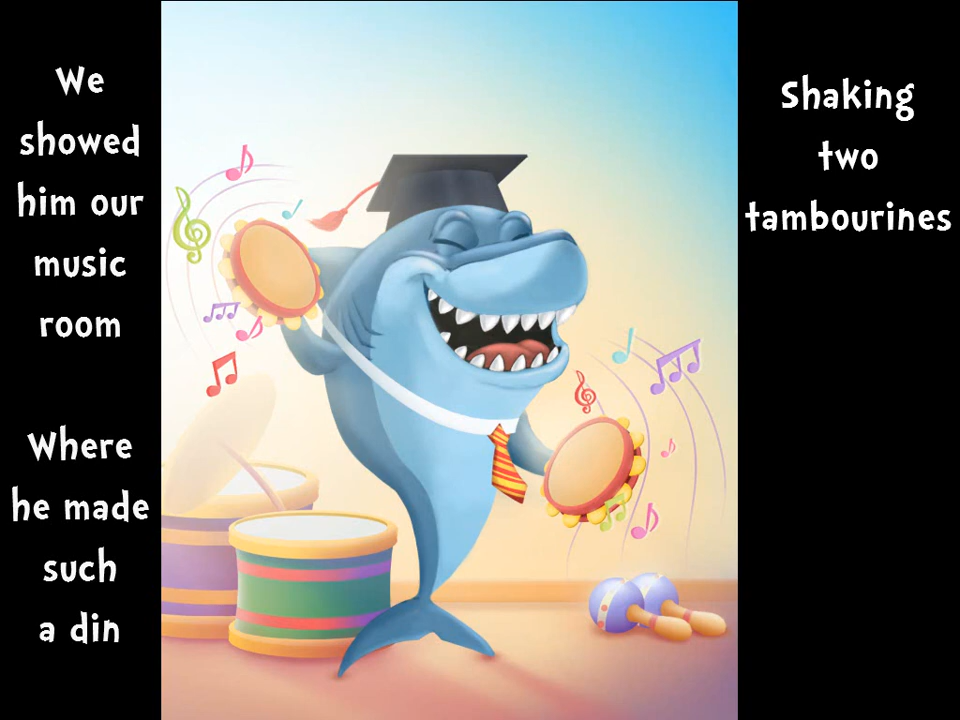 We
showed
him our
music
room
Where
he made
such
a din
Shaking
two
tambourines